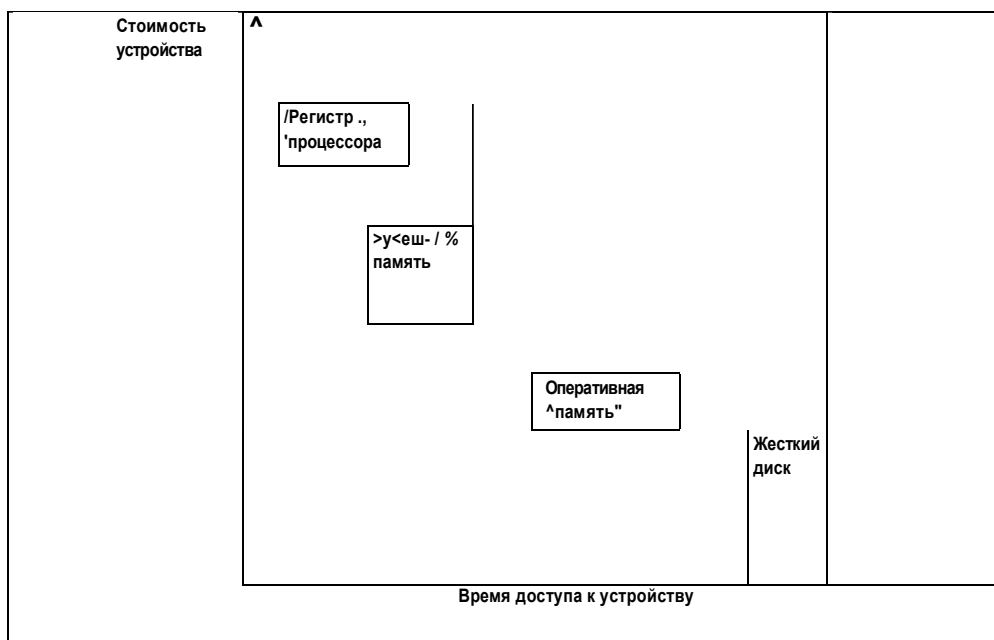 Стоимость
устройства
^
/Регистр .,
'процессора
>у<еш- / %
память
Оперативная
^память"
Жесткий
диск
Время доступа к устройству